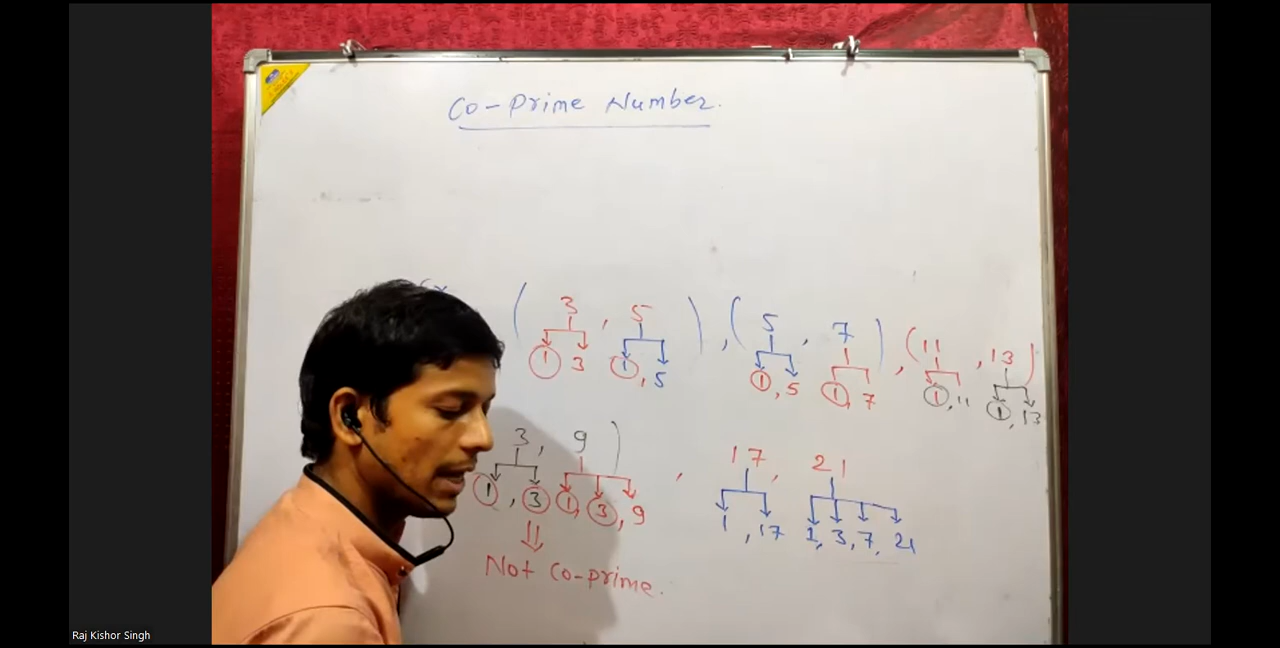 Co-Prime Number.
( 3 , 5 ) , ( 5 , 7 ) , ( 11 , 13 )
1 3 1 , 5 1 , 5 1 , 7 1 , 11 1 , 13
3 , 9 ) , 17 , 21
1 , 3 1, 3, 9 1 , 17 1, 3, 7, 21
⇓
Not Co-prime.
Raj Kishor Singh